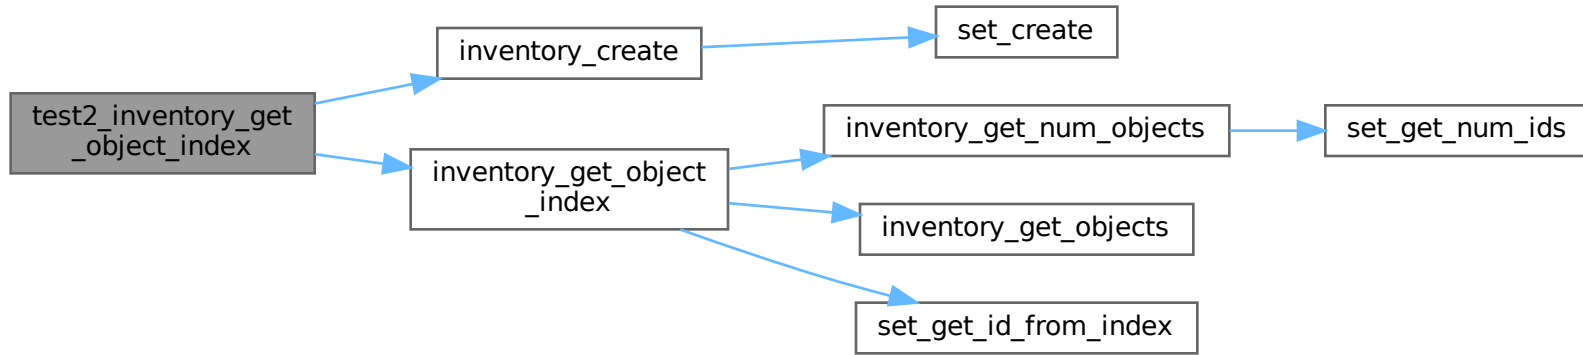 test2_inventory_get
_object_index
inventory_create
set_create
inventory_get_object
_index
inventory_get_num_objects
set_get_num_ids
inventory_get_objects
set_get_id_from_index